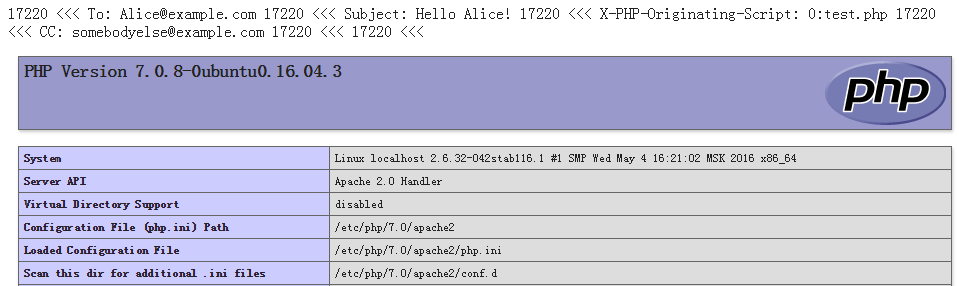 17220 <<< To: Alice@example.com 17220 <<< Subject: Hello Alice! 17220 <<< X-PHP-Originating-Script: 0:test.php 17220
<<< CC: somebodyelse@example.com 17220 <<< 17220 <<<
PHP Version 7.0.8-0ubuntu0.16.04.3
php
System Linux localhost 2.6.32-042stab116.1 #1 SMP Wed May 4 16:21:02 MSK 2016 x86_64
Server API Apache 2.0 Handler
Virtual Directory Support disabled
Configuration File (php.ini) Path /etc/php/7.0/apache2
Loaded Configuration File /etc/php/7.0/apache2/php.ini
Scan this dir for additional .ini files /etc/php/7.0/apache2/conf.d